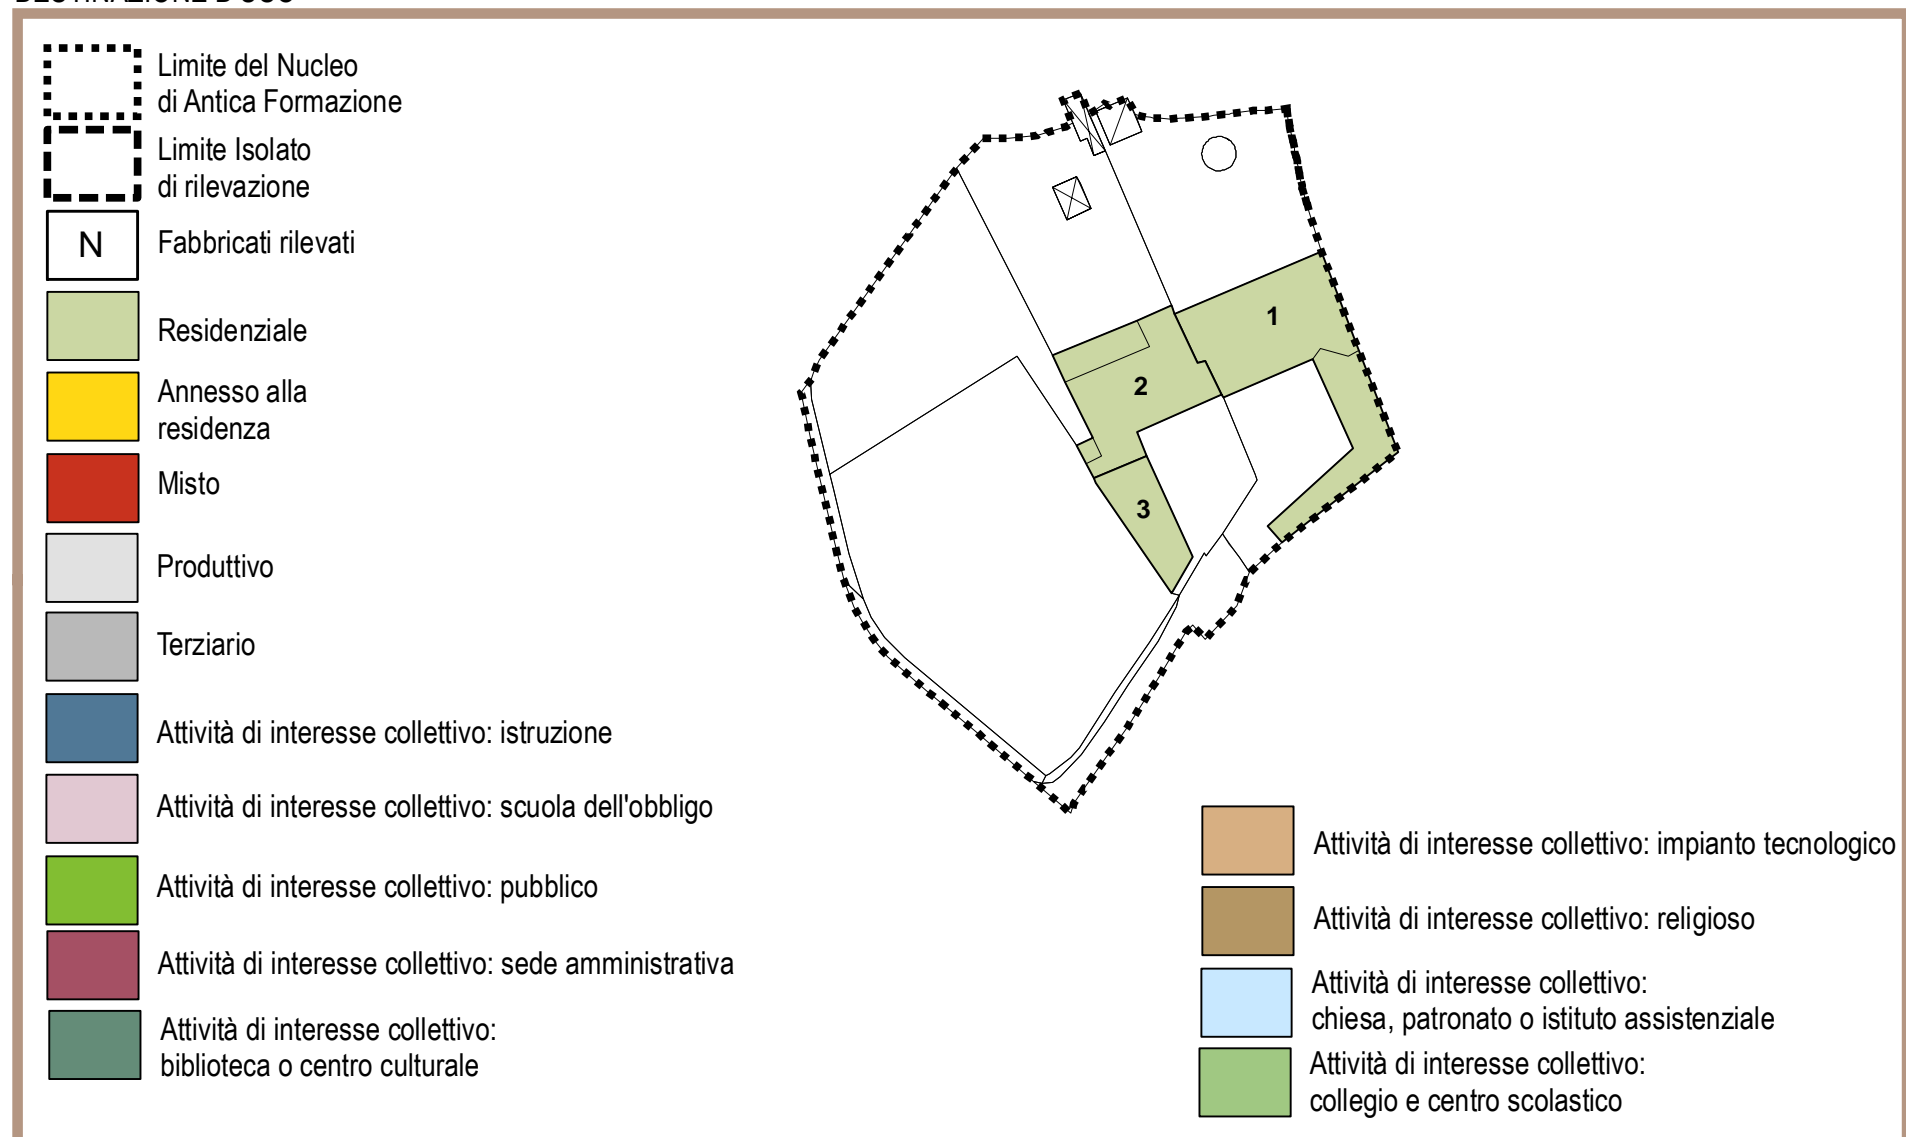 DESTINAZIONE D'USO
Limite del Nucleo
di Antica Formazione
Limite Isolato
di rilevazione
N
Fabbricati rilevati
Residenziale
Annesso alla
residenza
Misto
Produttivo
Terziario
Attività di interesse collettivo: istruzione
Attività di interesse collettivo: scuola dell'obbligo
Attività di interesse collettivo: pubblico
Attività di interesse collettivo: sede amministrativa
Attività di interesse collettivo:
biblioteca o centro culturale
1
2
3
Attività di interesse collettivo: impianto tecnologico
Attività di interesse collettivo: religioso
Attività di interesse collettivo:
chiesa, patronato o istituto assistenziale
Attività di interesse collettivo:
collegio e centro scolastico